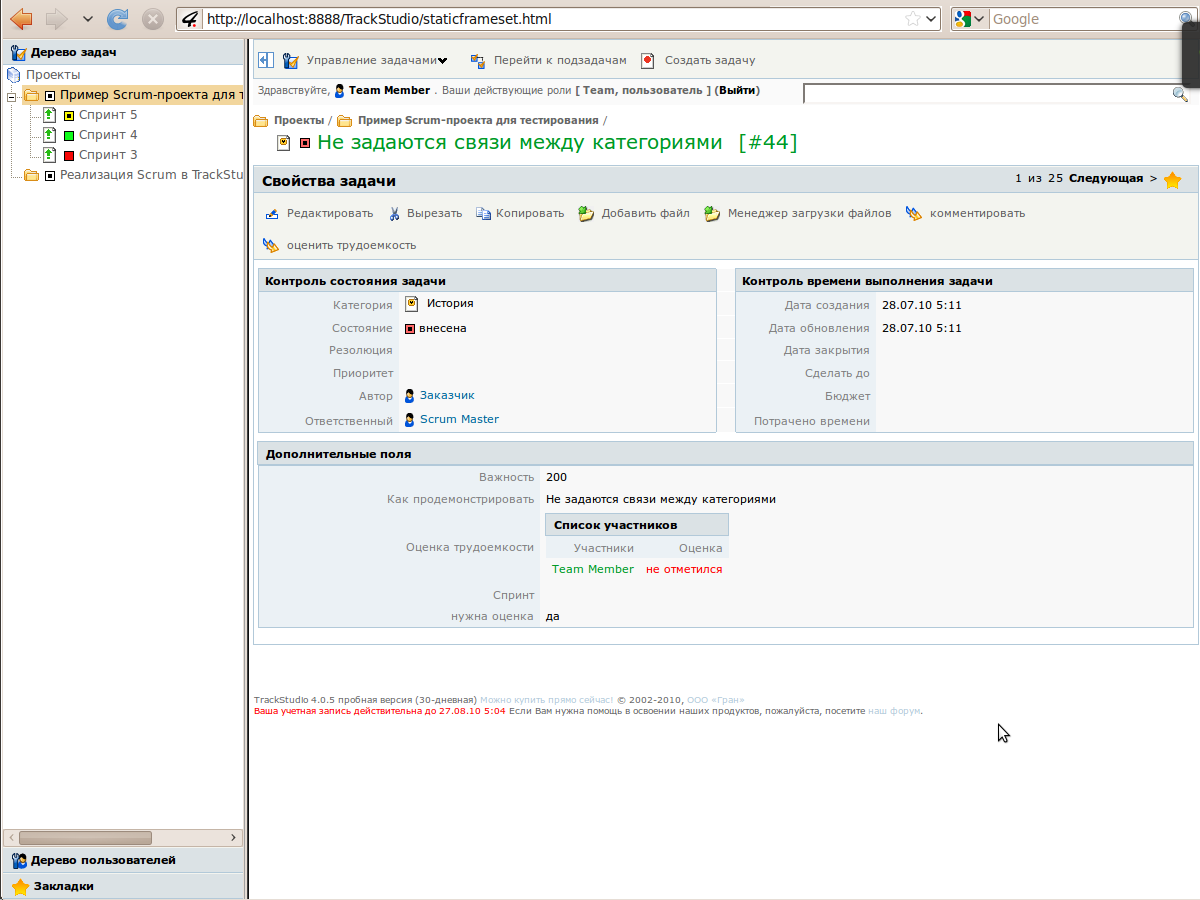 http://localhost:8888/TrackStudio/staticframeset.html
Google
Дерево задач
Проекты
Пример Scrum-проекта для т
Спринт 5
Спринт 4
Спринт 3
Реализация Scrum в TrackStu
Дерево пользователей
Закладки
Управление задачами Перейти к подзадачам Создать задачу
Здравствуйте, Team Member . Ваши действующие роли [ Team, пользователь ] (Выйти)
Проекты / Пример Scrum-проекта для тестирования /
Не задаются связи между категориями [#44]
Свойства задачи 1 из 25 Следующая >
Редактировать Вырезать Копировать Добавить файл Менеджер загрузки файлов комментировать
оценить трудоемкость
Контроль состояния задачи
Категория История
Состояние внесена
Резолюция
Приоритет
Автор Заказчик
Ответственный Scrum Master
Контроль времени выполнения задачи
Дата создания 28.07.10 5:11
Дата обновления 28.07.10 5:11
Дата закрытия
Сделать до
Бюджет
Потрачено времени
Дополнительные поля
Важность 200
Как продемонстрировать Не задаются связи между категориями
Список участников
Участники Оценка
Оценка трудоемкости
Team Member не отметился
Спринт
нужна оценка да
TrackStudio 4.0.5 пробная версия (30-дневная) Можно купить прямо сейчас! © 2002-2010, ООО «Гран»
Ваша учетная запись действительна до 27.08.10 5:04 Если Вам нужна помощь в освоении наших продуктов, пожалуйста, посетите наш форум.